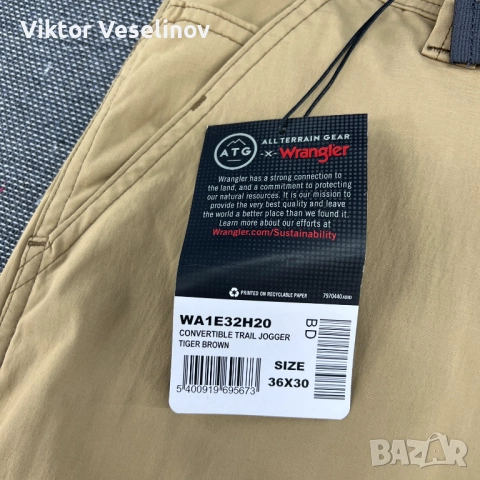 Viktor Veselinov
ATG
ALL TERRAIN GEAR
-X- Wrangler
Wrangler has a strong connection to
the land, and a commitment to protecting
our natural resources. It is our mission to
provide the very best quality and leave
the world a better place than we found it.
Learn more about our efforts at
Wrangler.com/Sustainability
PRINTED ON RECYCLABLE PAPER
7970440
WA1E32H20
CONVERTIBLE TRAIL JOGGER
TIGER BROWN
BD
SIZE
36X30
5 400919 695673
BAZAR